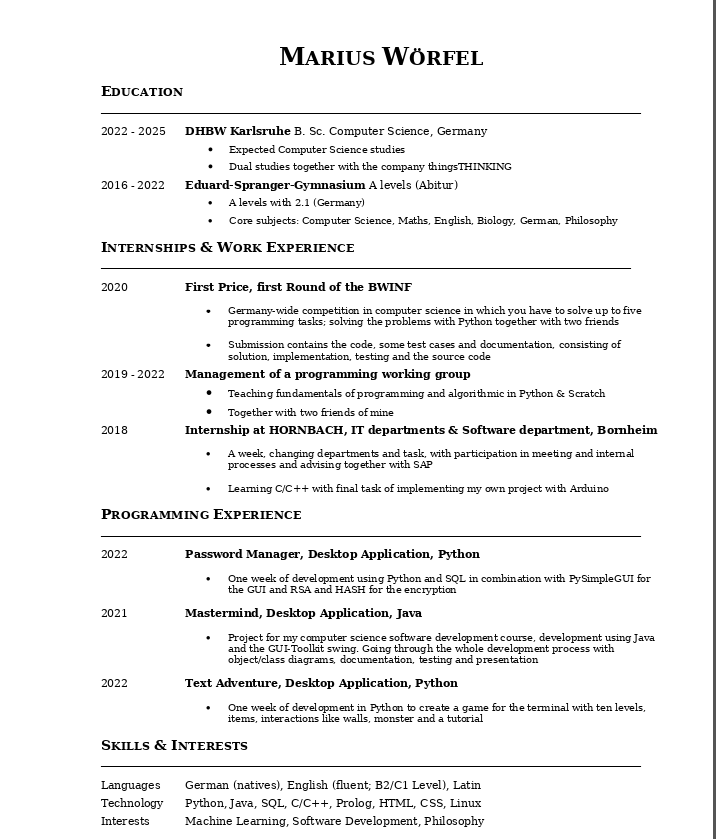 MARIUS WÖRFEL
EDUCATION
2022 - 2025 DHBW Karlsruhe B. Sc. Computer Science, Germany
• Expected Computer Science studies
• Dual studies together with the company thingsTHINKING
2016 - 2022 Eduard-Spranger-Gymnasium A levels (Abitur)
• A levels with 2.1 (Germany)
• Core subjects: Computer Science, Maths, English, Biology, German, Philosophy
INTERNSHIPS & WORK EXPERIENCE
2020 First Price, first Round of the BWINF
• Germany-wide competition in computer science in which you have to solve up to five
programming tasks; solving the problems with Python together with two friends
• Submission contains the code, some test cases and documentation, consisting of
solution, implementation, testing and the source code
2019 - 2022 Management of a programming working group
• Teaching fundamentals of programming and algorithmic in Python & Scratch
• Together with two friends of mine
2018 Internship at HORNBACH, IT departments & Software department, Bornheim
• A week, changing departments and task, with participation in meeting and internal
processes and advising together with SAP
• Learning C/C++ with final task of implementing my own project with Arduino
PROGRAMMING EXPERIENCE
2022 Password Manager, Desktop Application, Python
• One week of development using Python and SQL in combination with PySimpleGUI for
the GUI and RSA and HASH for the encryption
2021 Mastermind, Desktop Application, Java
• Project for my computer science software development course, development using Java
and the GUI-Toolkit swing. Going through the whole development process with
object/class diagrams, documentation, testing and presentation
2022 Text Adventure, Desktop Application, Python
• One week of development in Python to create a game for the terminal with ten levels,
items, interactions like walls, monster and a tutorial
SKILLS & INTERESTS
Languages German (natives), English (fluent; B2/C1 Level), Latin
Technology Python, Java, SQL, C/C++, Prolog, HTML, CSS, Linux
Interests Machine Learning, Software Development, Philosophy